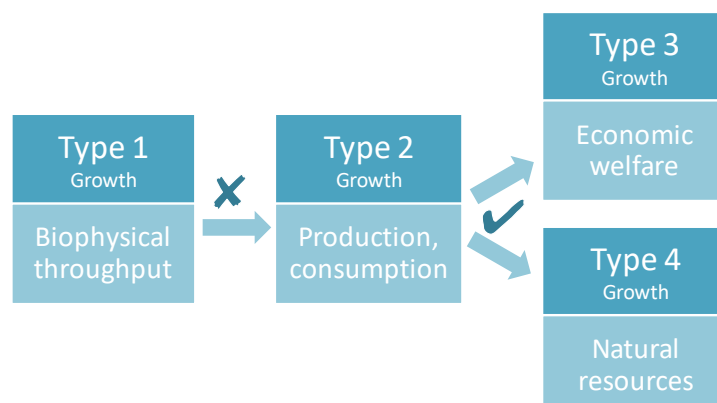 Type 1
Growth
Biophysical
throughput
Type 2
Growth
Production,
consumption
Type 3
Growth
Economic
welfare
Type 4
Growth
Natural
resources